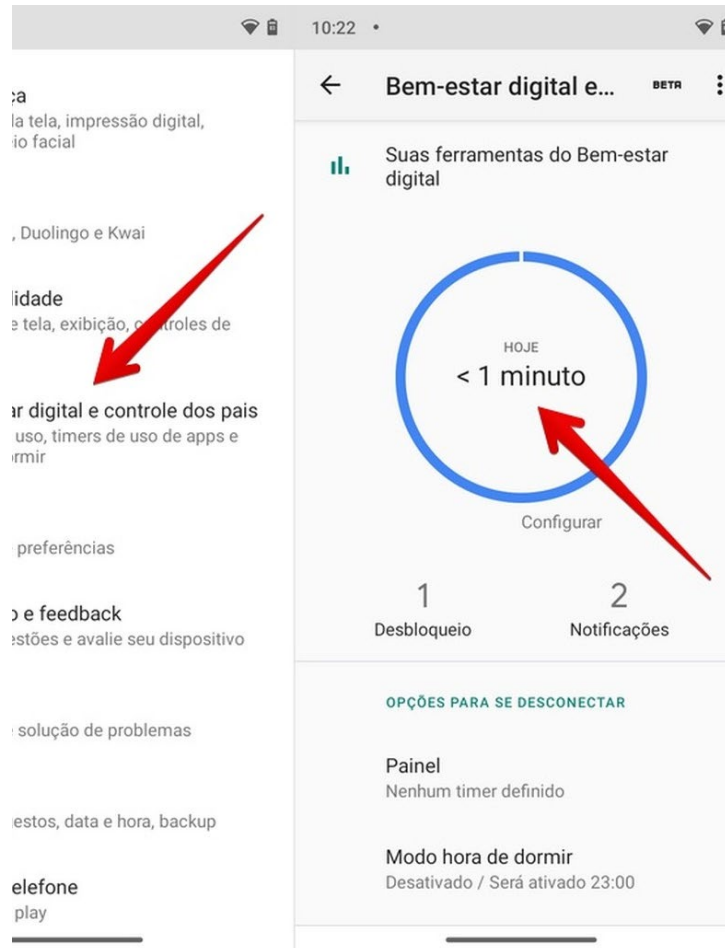 ça
la tela, impressão digital,
io facial
, Duolingo e Kwai
lidade
e tela, exibição, controles de
ar digital e controle dos pais
uso, timers de uso de apps e
rmir
preferências
o e feedback
estões e avalie seu dispositivo
solução de problemas
estos, data e hora, backup
elefone
play
10:22
Bem-estar digital e... BETA
Suas ferramentas do Bem-estar
digital
HOJE
< 1 minuto
Configurar
1 2
Desbloqueio Notificações
OPÇÕES PARA SE DESCONECTAR
Painel
Nenhum timer definido
Modo hora de dormir
Desativado / Será ativado 23:00